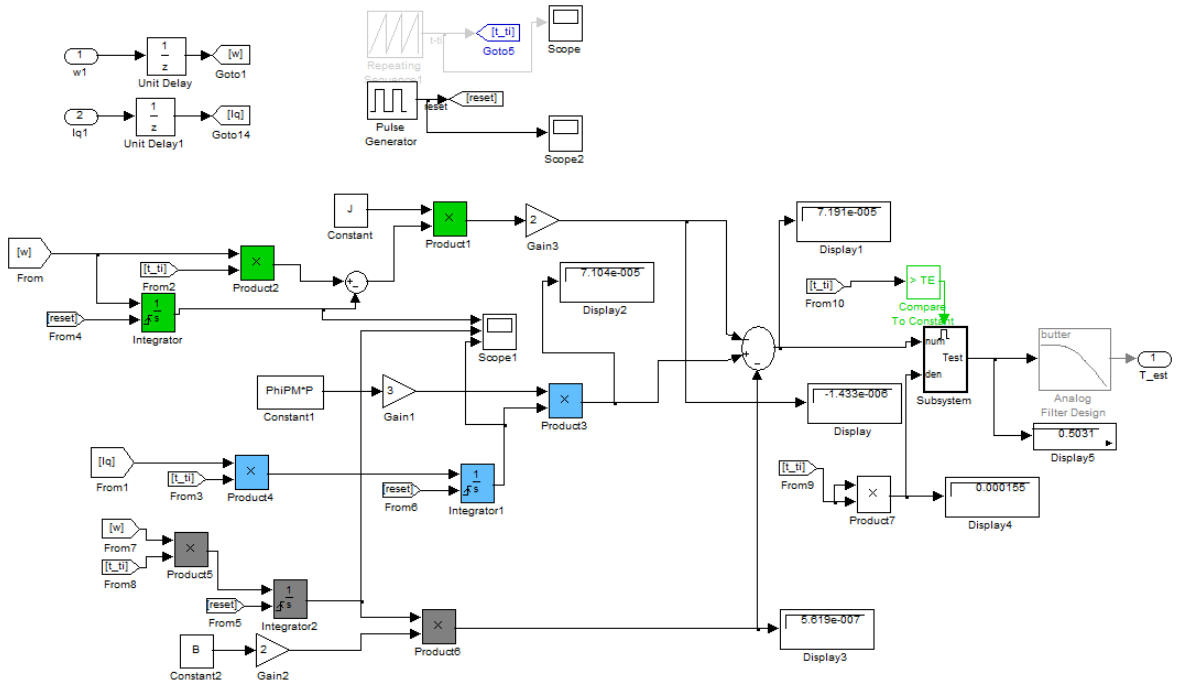 1
w1
1
z
Unit Delay
[w]
Goto1
2
Iq1
1
z
Unit Delay1
[Iq]
Goto14
Repeating
Sequence1
t-ti
[t_ti]
Goto5
Scope
Pulse
Generator
reset
[reset]
Scope2
[w]
From
[t_ti]
From2
×
Product2
[reset]
From4
1
s
Integrator
+
−
J
Constant
×
Product1
2
Gain3
7.104e-005
Display2
Scope1
PhiPM*P
Constant1
3
Gain1
×
Product3
[Iq]
From1
[t_ti]
From3
×
Product4
[reset]
From6
1
s
Integrator1
[w]
From7
[t_ti]
From8
×
Product5
[reset]
From5
1
s
Integrator2
B
Constant2
2
Gain2
×
Product6
−
+
−
7.191e-005
Display1
[t_ti]
From10
> TE
Compare
To Constant
num
den
Test
Subsystem
-1.433e-006
Display
[t_ti]
From9
×
Product7
0.000155
Display4
5.619e-007
Display3
butter
Analog
Filter Design
1
T_est
0.5031
Display5